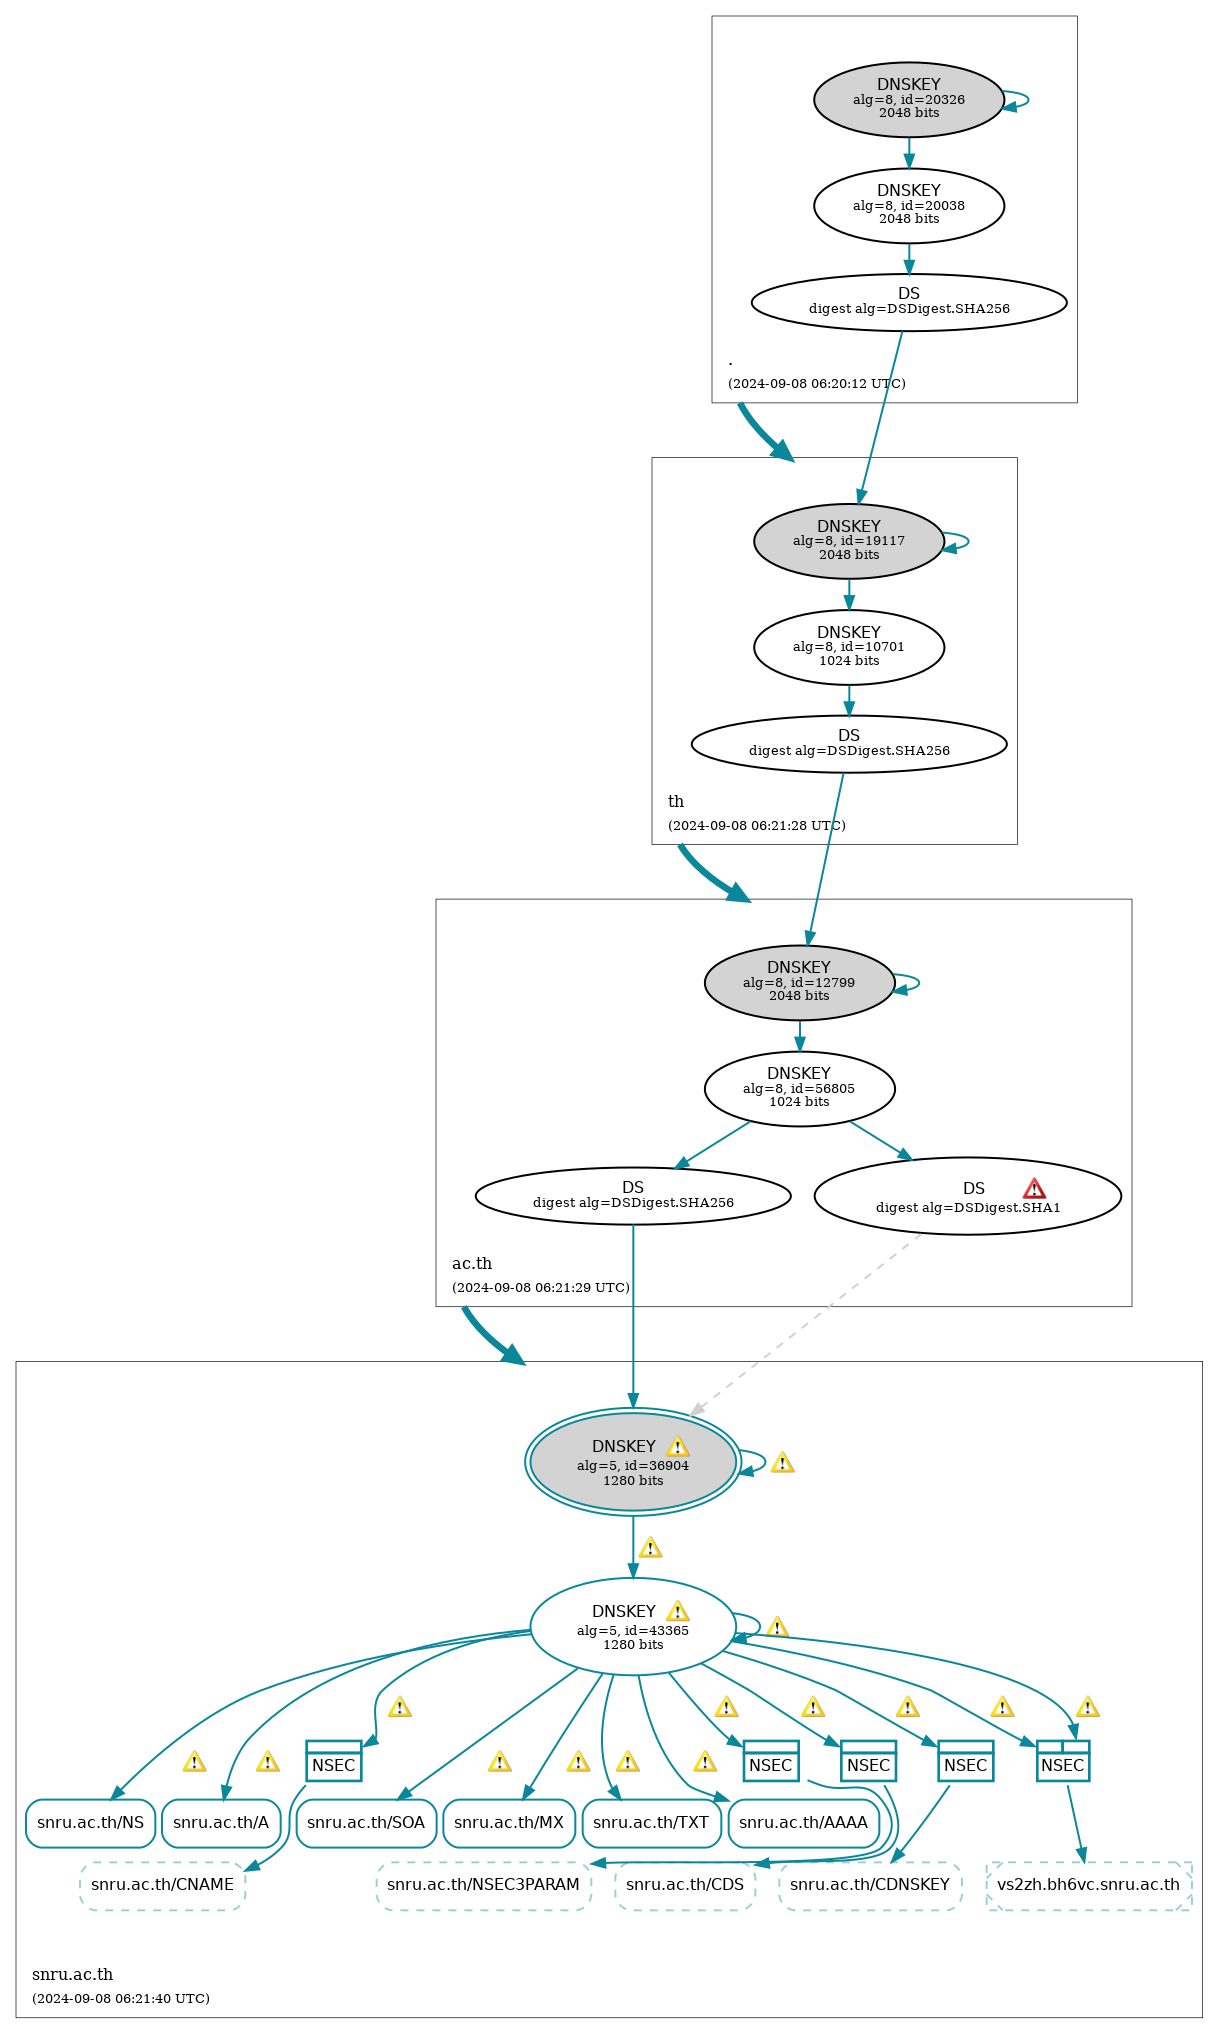 DNSKEY
alg=8, id=20326
2048 bits
DNSKEY
alg=8, id=20038
2048 bits
DS
digest alg=DSDigest.SHA256
.
(2024-09-08 06:20:12 UTC)
DNSKEY
alg=8, id=19117
2048 bits
DNSKEY
alg=8, id=10701
1024 bits
DS
digest alg=DSDigest.SHA256
th
(2024-09-08 06:21:28 UTC)
DNSKEY
alg=8, id=12799
2048 bits
DNSKEY
alg=8, id=56805
1024 bits
DS
digest alg=DSDigest.SHA256
DS
digest alg=DSDigest.SHA1
ac.th
(2024-09-08 06:21:29 UTC)
DNSKEY
alg=5, id=36904
1280 bits
DNSKEY
alg=5, id=43365
1280 bits
NSEC
NSEC
NSEC
NSEC
NSEC
snru.ac.th/NS
snru.ac.th/A
snru.ac.th/SOA
snru.ac.th/MX
snru.ac.th/TXT
snru.ac.th/AAAA
snru.ac.th/CNAME
snru.ac.th/NSEC3PARAM
snru.ac.th/CDS
snru.ac.th/CDNSKEY
vs2zh.bh6vc.snru.ac.th
snru.ac.th
(2024-09-08 06:21:40 UTC)